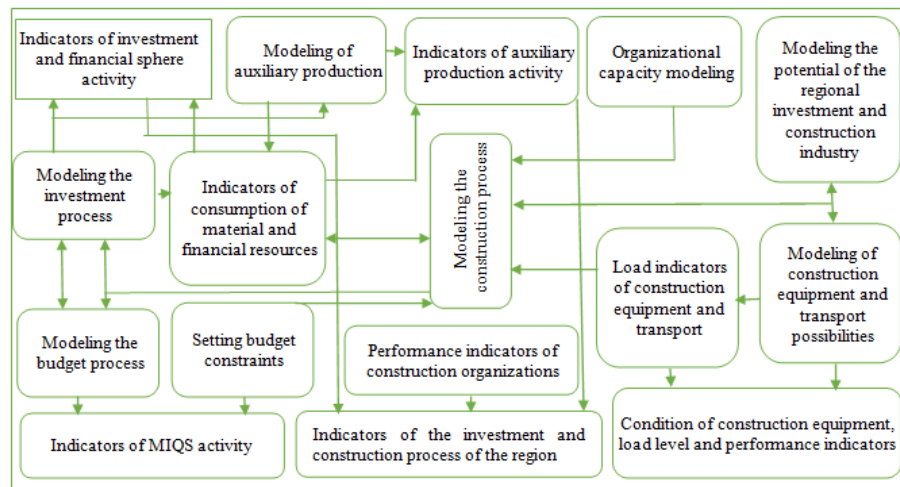 Indicators of investment
and financial sphere
activity
Modeling of
auxiliary production
Indicators of auxiliary
production activity
Organizational
capacity modeling
Modeling the
potential of the
regional
investment and
construction
industry
Modeling the
investment
process
Indicators of
consumption of
material and
financial resources
Modeling the
construction process
Load indicators
of construction
equipment and
transport
Modeling of
construction
equipment and
transport
possibilities
Modeling the
budget process
Setting budget
constraints
Performance indicators of
construction organizations
Indicators of MIQS activity
Indicators of the investment and
construction process of the region
Condition of construction equipment,
load level and performance indicators